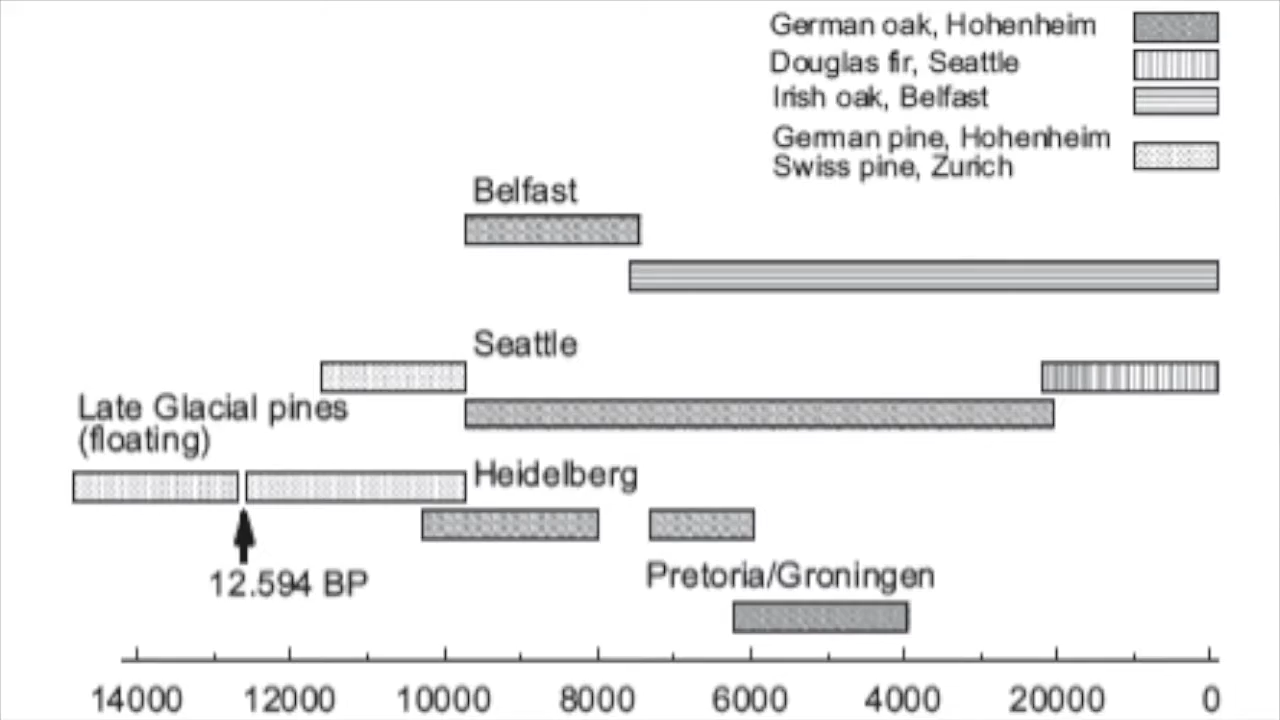 German oak, Hohenheim
Douglas fir, Seattle
Irish oak, Belfast
German pine, Hohenheim
Swiss pine, Zurich
Belfast
Seattle
Late Glacial pines
(floating)
Heidelberg
12.594 BP
Pretoria/Groningen
14000 12000 10000 8000 6000 4000 20000 0